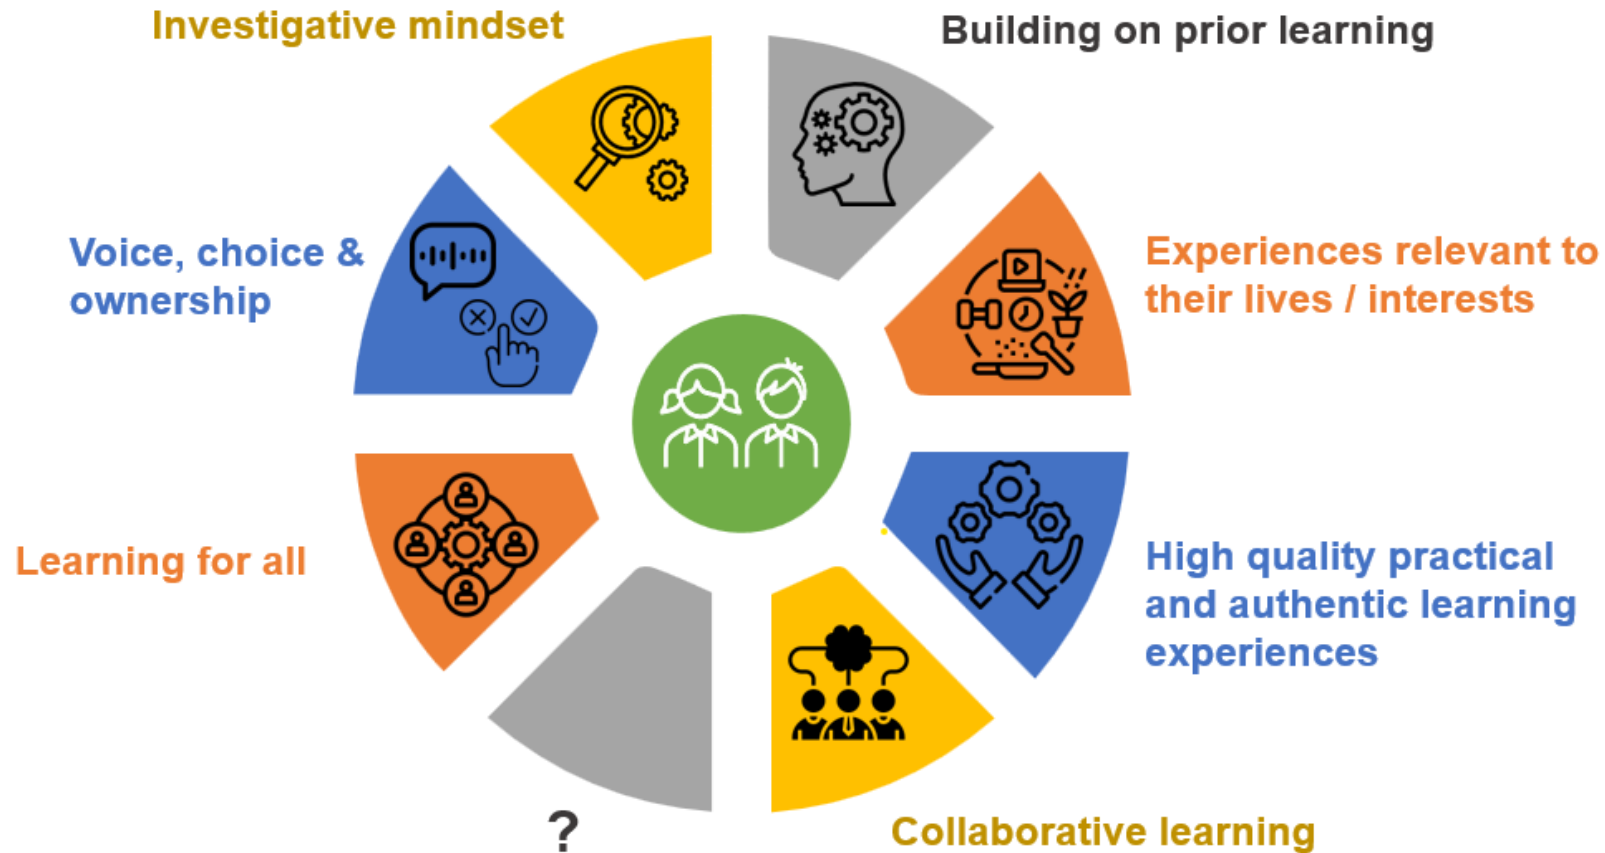 Investigative mindset
Building on prior learning
Voice, choice &
ownership
Experiences relevant to
their lives / interests
Learning for all
High quality practical
and authentic learning
experiences
?
Collaborative learning